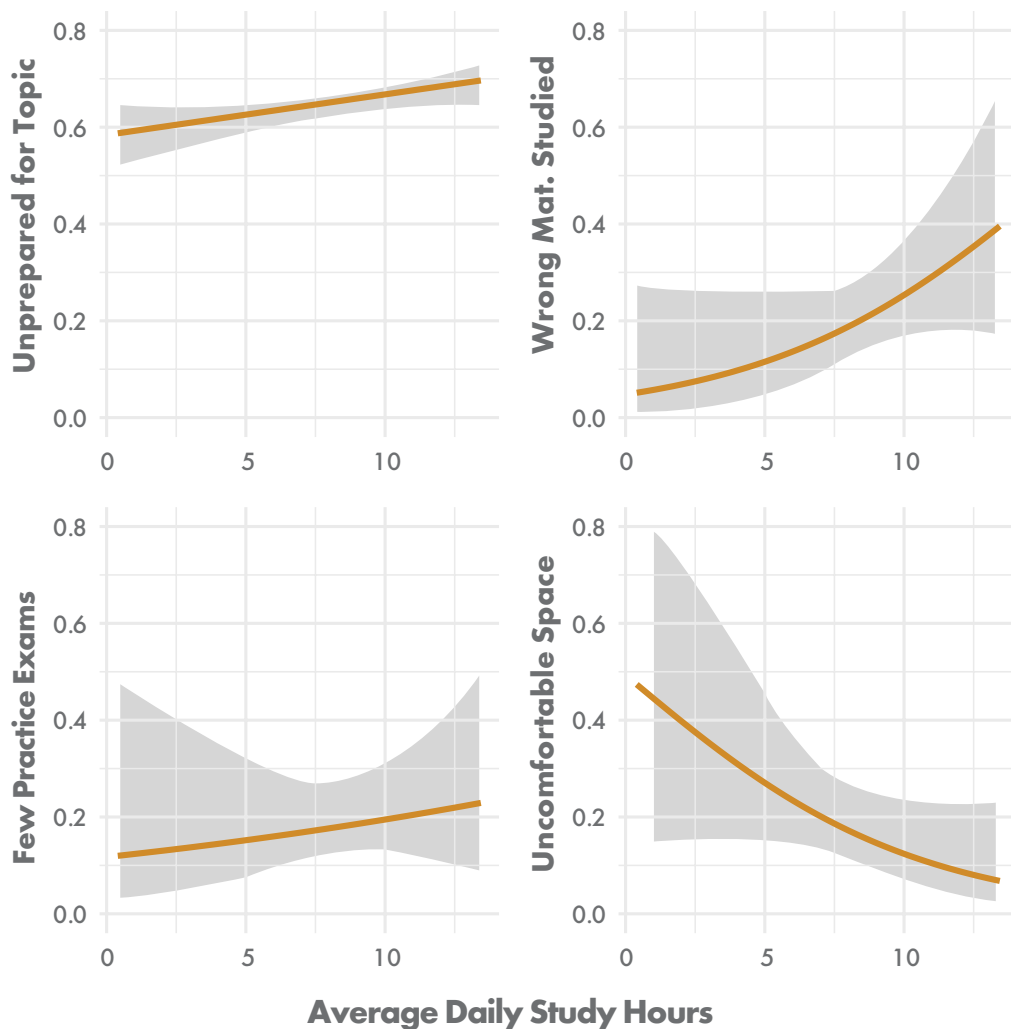 Unprepared for Topic
0.8
0.6
0.4
0.2
0.0
0 5 10
Wrong Mat. Studied
0.8
0.6
0.4
0.2
0.0
0 5 10
Few Practice Exams
0.8
0.6
0.4
0.2
0.0
0 5 10
Uncomfortable Space
0.8
0.6
0.4
0.2
0.0
0 5 10
Average Daily Study Hours